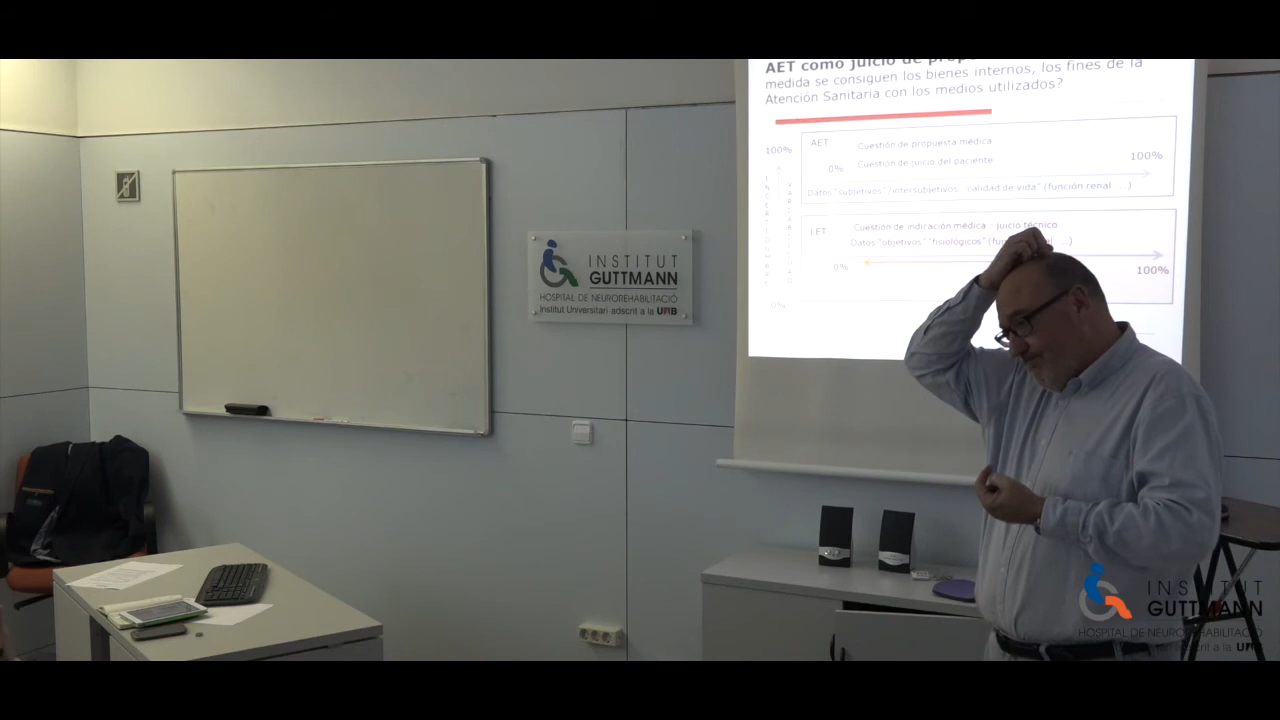 AET como juicio de
medida se consiguen los bienes internos, los fines de la
Atención Sanitaria con los medios utilizados?
100%
AET
Cuestión de propuesta médica
0%
Cuestión de juicio del paciente
100%
Datos "subjetivos" /intersubjetivos calidad de vida" (función renal ...)
LET
Cuestión de indicación médica Juicio técnico
Datos "objetivos" "fisiológicos"
0%
100%
0%
INSTITUT
GUTTMANN
HOSPITAL DE NEUROREHABILITACIÓ
Institut Universitari adscrit a la UAB
INSTITUT
GUTTMANN
HOSPITAL DE NEUROREHABILITACIÓ
adscrit a la